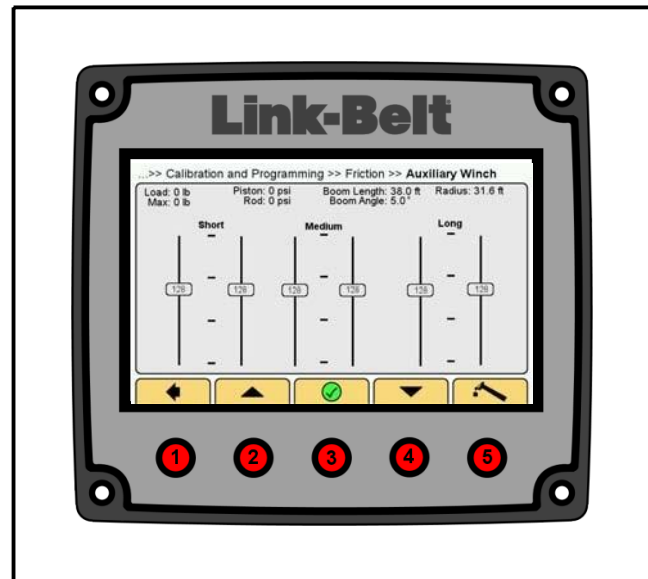 Link-Belt
...>> Calibration and Programming >> Friction >> Auxiliary Winch
Load: 0 lb Piston: 0 psi Boom Length: 38.0 ft Radius: 31.6 ft
Max: 0 lb Rod: 0 psi Boom Angle: 5.0°
Short Medium Long
128 128 128 128 128 128
1 2 3 4 5